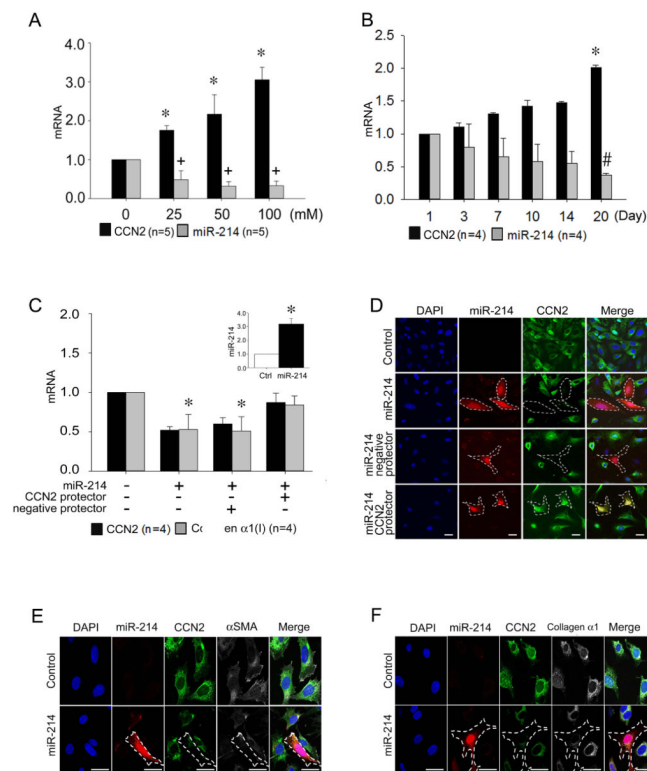 A
mRNA
4.0
3.0
2.0
1.0
0.0
* * *
+ + +
0 25 50 100 (mM)
CCN2 (n=5) miR-214 (n=5)
B
mRNA
2.5
2.0
1.5
1.0
0.5
0.0
*
#
1 3 7 10 14 20 (Day)
CCN2 (n=4) miR-214 (n=4)
C
mRNA
2.0
1.5
1.0
0.5
0.0
miR-214
4.0
3.0
2.0
1.0
0.0
*
Ctrl miR-214
* *
miR-214 - + + +
CCN2 protector - - - +
negative protector - - + -
CCN2 (n=4) C en α1(I) (n=4)
D
DAPI miR-214 CCN2 Merge
Control
miR-214
miR-214 negative protector
miR-214 CCN2 protector
E
DAPI miR-214 CCN2 αSMA Merge
Control
miR-214
F
DAPI miR-214 CCN2 Collagen α1 Merge
Control
miR-214